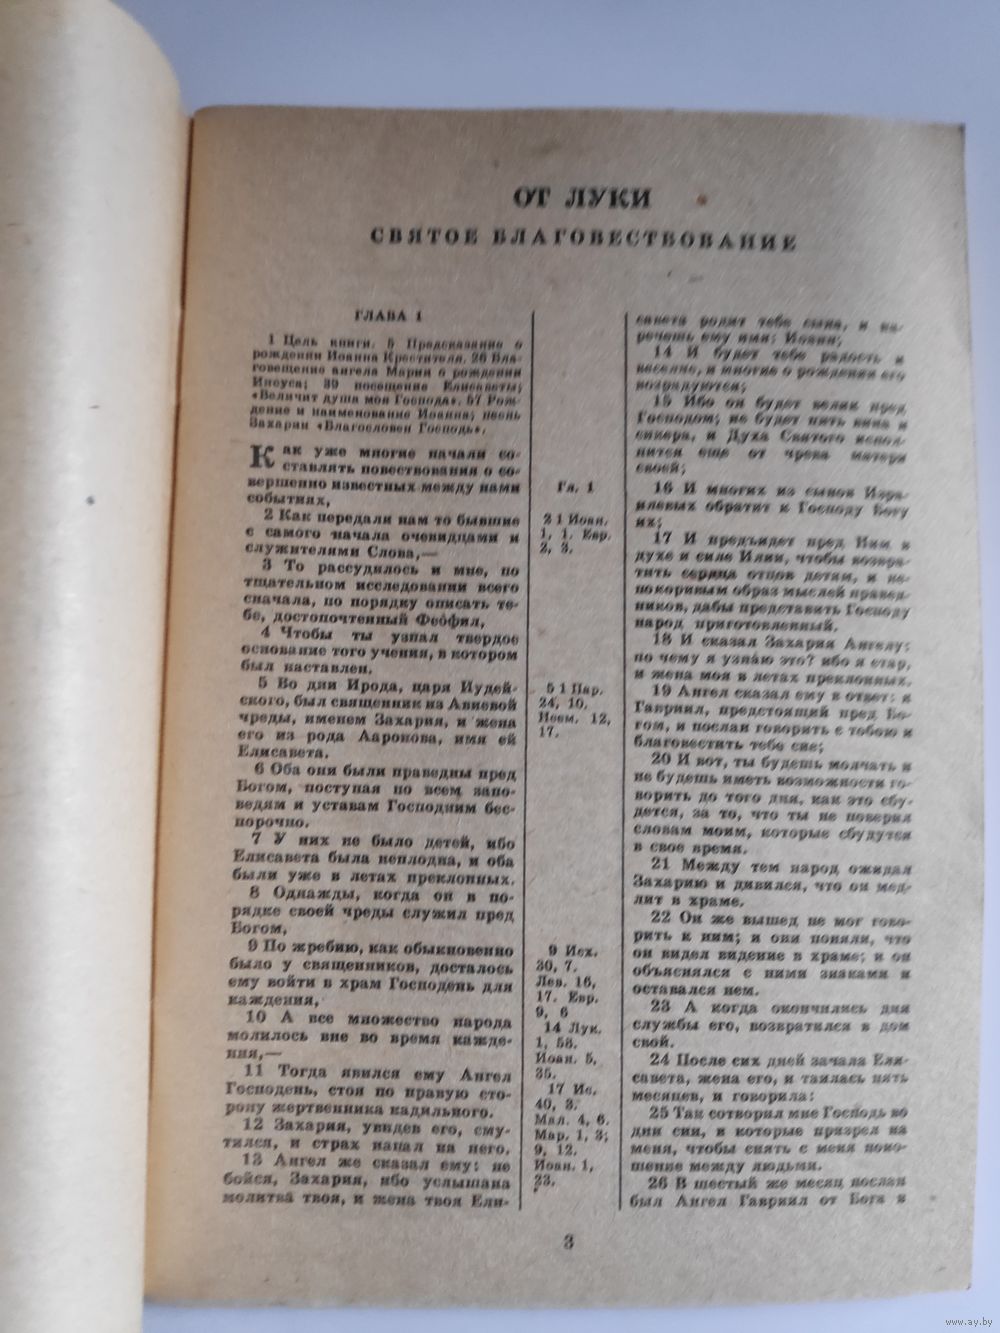 ОТ ЛУКИ
СВЯТОЕ БЛАГОВЕСТВОВАНИЕ
ГЛАВА 1
1 Цель книги. 5 Предсказание о
рождении Иоанна Крестителя. 26 Бла-
говещение ангела Марии о рождении
Иисуса; 39 посещение Елисаветы;
«Величит душа моя Господа». 57 Рож-
дение и наименование Иоанна; песнь
Захарии «Благословен Господь».
Как уже многие начали со-
ставлять повествования о со-
вершенно известных между нами
событиях,
2 Как передали нам то бывшие
с самого начала очевидцами и
служителями Слова,—
3 То рассудилось и мне, по
тщательном исследовании всего
сначала, по порядку описать те-
бе, достопочтенный Феофил,
4 Чтобы ты узнал твердое
основание того учения, в котором
был наставлен.
5 Во дни Ирода, царя Иудей-
ского, был священник из Авиевой
чреды, именем Захария, и жена
его из рода Ааронова, имя ей
Елисавета.
6 Оба они были праведны пред
Богом, поступая по всем запо-
ведям и уставам Господним бес-
порочно.
7 У них не было детей, ибо
Елисавета была неплодна, и оба
были уже в летах преклонных.
8 Однажды, когда он в по-
рядке своей чреды служил пред
Богом,
9 По жребию, как обыкновенно
было у священников, досталось
ему войти в храм Господень для
каждения,
10 А все множество народа
молилось вне во время кажде-
ния,—
11 Тогда явился ему Ангел
Господень, стоя по правую сто-
рону жертвенника кадильного.
12 Захария, увидев его, сму-
тился, и страх напал на него.
13 Ангел же сказал ему: не
бойся, Захария, ибо услышана
молитва твоя, и жена твоя Ели-
Гл. 1
2 1 Иоан.
1, 1. Евр.
2, 3.
5 1 Пар.
24, 10.
Неем. 12,
17.
9 Исх.
30, 7.
Лев. 16,
17. Евр.
9, 6
14 Лук.
1, 58.
Иоан. 5,
35.
17 Ис.
40, 3.
Мал. 4, 6.
Мар. 1, 3;
9, 12.
Иоан. 1,
23.
савета родит тебе сына, и на-
речешь ему имя: Иоанн;
14 И будет тебе радость и
веселие, и многие о рождении его
возрадуются;
15 Ибо он будет велик пред
Господом; не будет пить вина и
сикера, и Духа Святого испол-
нится еще от чрева матери
своей;
16 И многих из сынов Изра-
илевых обратит к Господу Богу
их;
17 И предъидет пред Ним в
духе и силе Илии, чтобы возвра-
тить сердца отцов детям, и не-
покоривым образ мыслей правед-
ников, дабы представить Господу
народ приготовленный.
18 И сказал Захария Ангелу:
по чему я узнаю это? ибо я стар,
и жена моя в летах преклонных.
19 Ангел сказал ему в ответ: я
Гавриил, предстоящий пред Бо-
гом, и послан говорить с тобою и
благовестить тебе сие;
20 И вот, ты будешь молчать и
не будешь иметь возможности го-
ворить до того дня, как это сбу-
дется, за то, что ты не поверил
словам моим, которые сбудутся
в свое время.
21 Между тем народ ожидал
Захарию и дивился, что он мед-
лит в храме.
22 Он же вышед не мог гово-
рить к ним; и они поняли, что
он видел видение в храме; и он
объяснялся с ними знаками и
оставался нем.
23 А когда окончились дни
службы его, возвратился в дом
свой.
24 После сих дней зачала Ели-
савета, жена его, и таилась пять
месяцев, и говорила:
25 Так сотворил мне Господь во
дни сии, в которые призрел на
меня, чтобы снять с меня поно-
шение между людьми.
26 В шестый же месяц послан
был Ангел Гавриил от Бога в
3
www.ay.by